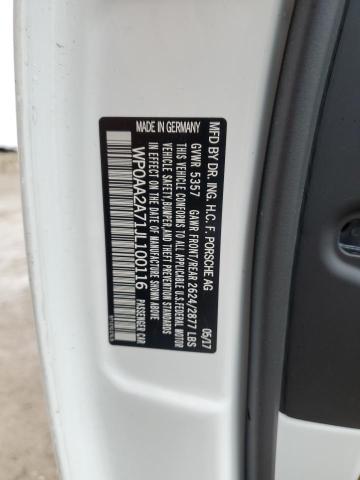 MFD BY DR. ING. H.C. F. PORSCHE AG 05/17
GVWR 5357 GAWR FRONT/REAR 2624/2877 LBS
VEHICLE CONFORMS TO ALL APPLICABLE U.S.FEDERAL MOTOR
VEHICLE SAFETY,BUMPER,AND THEFT PREVENTION STANDARDS
IN EFFECT ON THE DATE OF MANUFACTURE SHOWN ABOVE
WP0AA2A71JL100116 PASSENGER CAR
MADE IN GERMANY